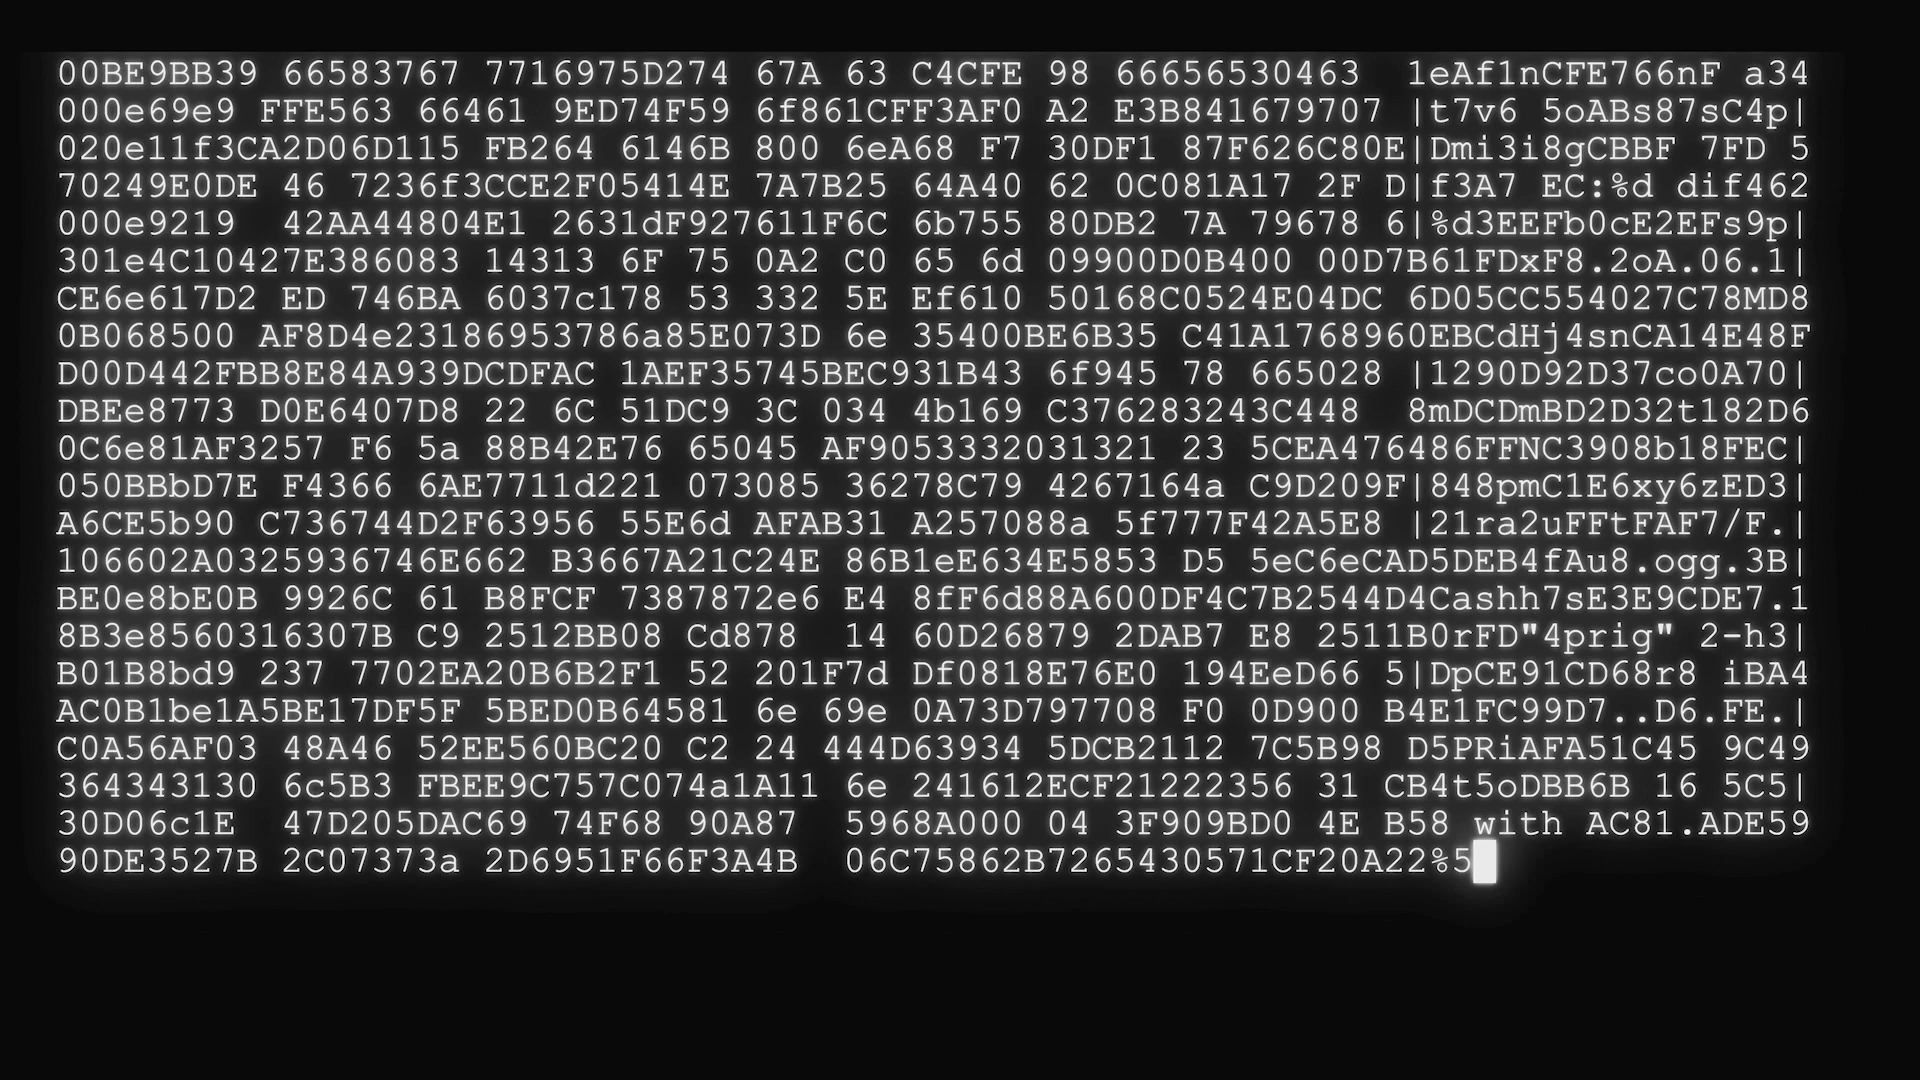 00BE9BB39 66583767 7716975D274 67A 63 C4CFE 98 66656530463  1eAf1nCFE766nF a34
000e69e9 FFE563 66461 9ED74F59 6f861CFF3AF0 A2 E3B841679707 |t7v6 5oABs87sC4p|
020e11f3CA2D06D115 FB264 6146B 800 6eA68 F7 30DF1 87F626C80E|Dmi3i8gCBBF 7FD 5
70249E0DE 46 7236f3CCE2F05414E 7A7B25 64A40 62 0C081A17 2F D|f3A7 EC:%d dif462
000e9219  42AA44804E1 2631dF927611F6C 6b755 80DB2 7A 79678 6|%d3EEFb0cE2EFs9p|
301e4C10427E386083 14313 6F 75 0A2 C0 65 6d 09900D0B400 00D7B61FDxF8.2oA.06.1|
CE6e617D2 ED 746BA 6037c178 53 332 5E Ef610 50168C0524E04DC 6D05CC554027C78MD8
0B068500 AF8D4e23186953786a85E073D 6e 35400BE6B35 C41A1768960EBCdHj4snCA14E48F
D00D442FBB8E84A939DCDFAC 1AEF35745BEC931B43 6f945 78 665028 |1290D92D37co0A70|
DBEe8773 D0E6407D8 22 6C 51DC9 3C 034 4b169 C376283243C448  8mDCDmBD2D32t182D6
0C6e81AF3257 F6 5a 88B42E76 65045 AF9053332031321 23 5CEA476486FFNC3908b18FEC|
050BBbD7E F4366 6AE7711d221 073085 36278C79 4267164a C9D209F|848pmC1E6xy6zED3|
A6CE5b90 C736744D2F63956 55E6d AFAB31 A257088a 5f777F42A5E8 |21ra2uFFtFAF7/F.|
106602A0325936746E662 B3667A21C24E 86B1eE634E5853 D5 5eC6eCAD5DEB4fAu8.ogg.3B|
BE0e8bE0B 9926C 61 B8FCF 7387872e6 E4 8fF6d88A600DF4C7B2544D4Cashh7sE3E9CDE7.1
8B3e8560316307B C9 2512BB08 Cd878  14 60D26879 2DAB7 E8 2511B0rFD"4prig" 2-h3|
B01B8bd9 237 7702EA20B6B2F1 52 201F7d Df0818E76E0 194EeD66 5|DpCE91CD68r8 iBA4
AC0B1be1A5BE17DF5F 5BED0B64581 6e 69e 0A73D797708 F0 0D900 B4E1FC99D7..D6.FE.|
C0A56AF03 48A46 52EE560BC20 C2 24 444D63934 5DCB2112 7C5B98 D5PRiAFA51C45 9C49
364343130 6c5B3 FBEE9C757C074a1A11 6e 241612ECF21222356 31 CB4t5oDBB6B 16 5C5|
30D06c1E  47D205DAC69 74F68 90A87  5968A000 04 3F909BD0 4E B58 with AC81.ADE59
90DE3527B 2C07373a 2D6951F66F3A4B  06C75862B7265430571CF20A22%5